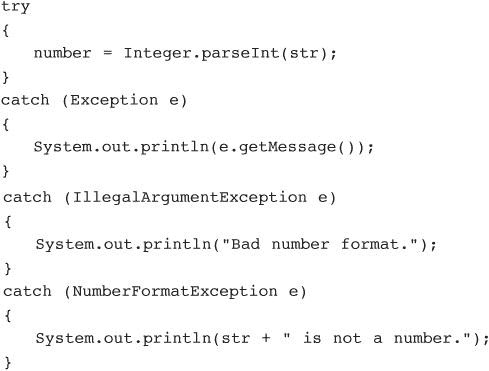 try
{
    number = Integer.parseInt(str);
}
catch (Exception e)
{
    System.out.println(e.getMessage());
}
catch (IllegalArgumentException e)
{
    System.out.println("Bad number format.");
}
catch (NumberFormatException e)
{
    System.out.println(str + " is not a number.");
}